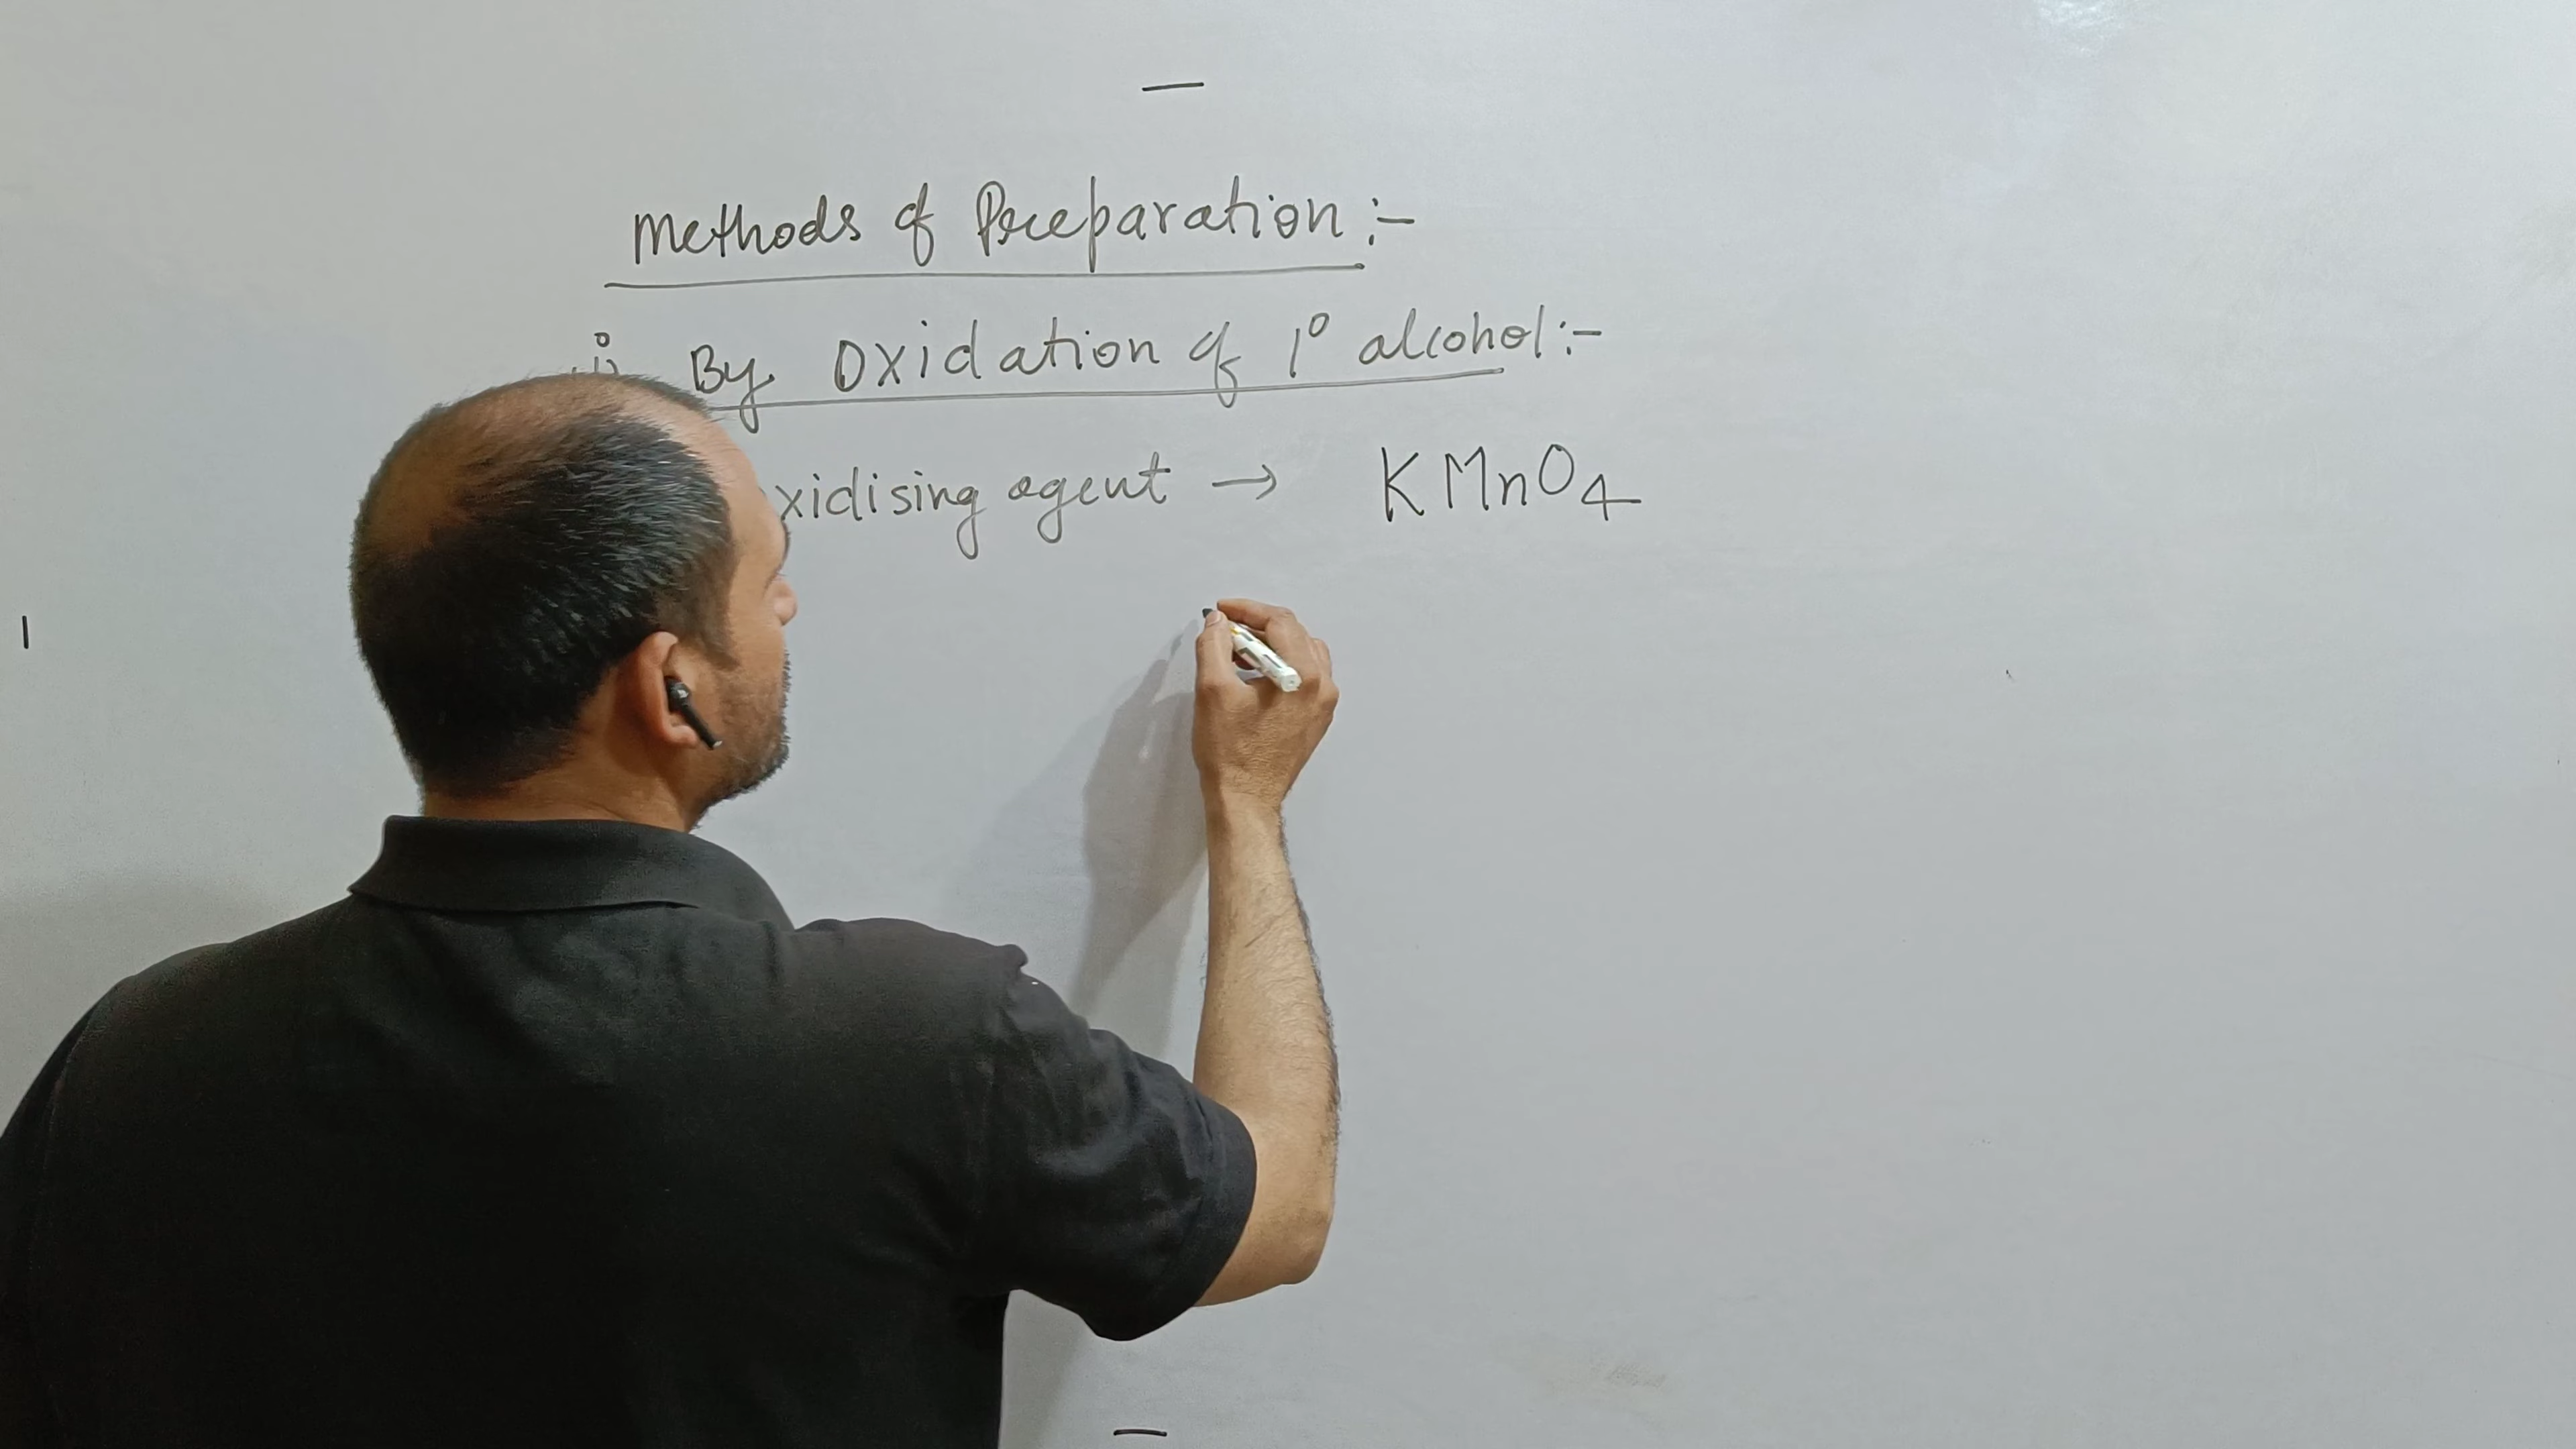 Methods of Preparation :-
i) By Oxidation of 1° alcohol :-
xidising agent → KMnO4